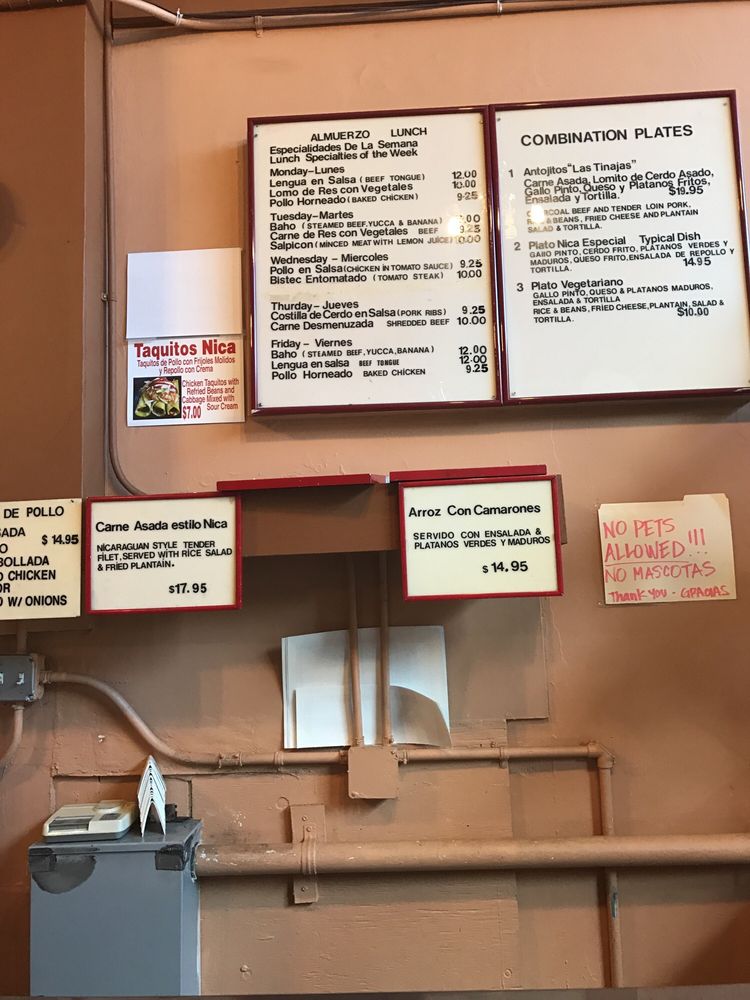 ALMUERZO LUNCH
Especialidades De La Semana
Lunch Specialties of the Week
Monday-Lunes
Lengua en Salsa (BEEF TONGUE) 12.00
Lomo de Res con Vegetales 10.00
Pollo Horneado (BAKED CHICKEN) 9.25
Tuesday-Martes
Baho (STEAMED BEEF,YUCCA & BANANA) .00
Carne de Res con Vegetales BEEF 9.25
Salpicon (MINCED MEAT WITH LEMON JUICE) 10.00
Wednesday - Miercoles
Pollo en Salsa (CHICKEN IN TOMATO SAUCE) 9.25
Bistec Entomatado (TOMATO STEAK) 10.00
Thursday- Jueves
Costilla de Cerdo en Salsa (PORK RIBS) 9.25
Carne Desmenuzada SHREDDED BEEF 10.00
Friday - Viernes
Baho (STEAMED BEEF,YUCCA,BANANA) 12.00
Lengua en salsa BEEF TONGUE 12.00
Pollo Horneado BAKED CHICKEN 9.25
COMBINATION PLATES
1 Antojitos "Las Tinajas"
Carne Asada, Lomito de Cerdo Asado,
Gallo Pinto, Queso y Platanos Fritos,
Ensalada y Tortilla. $19.95
CHARCOAL BEEF AND TENDER LOIN PORK,
& BEANS, FRIED CHEESE AND PLANTAIN
SALAD & TORTILLA.
2 Plato Nica Especial Typical Dish
GALLO PINTO, CERDO FRITO, PLATANOS VERDES Y
MADUROS, QUESO FRITO, ENSALADA DE REPOLLO Y
TORTILLA. 14.95
3 Plato Vegetariano
GALLO PINTO, QUESO & PLATANOS MADUROS,
ENSALADA & TORTILLA
RICE & BEANS, FRIED CHEESE, PLANTAIN, SALAD &
TORTILLA. $10.00
Taquitos Nica
Taquitos de Pollo con Frijoles Molidos
y Repollo con Crema
Chicken Taquitos with
Refried Beans and
Cabbage Mixed with
Sour Cream
$7.00
DE POLLO
SADA $14.95
O
BOLLADA
CHICKEN
OR
W/ ONIONS
Carne Asada estilo Nica
NICARAGUAN STYLE TENDER
FILET, SERVED WITH RICE SALAD
& FRIED PLANTAIN.
$17.95
Arroz Con Camarones
SERVIDO CON ENSALADA &
PLATANOS VERDES Y MADUROS
$14.95
NO PETS
ALLOWED!!!
NO MASCOTAS
Thank you - GRACIAS